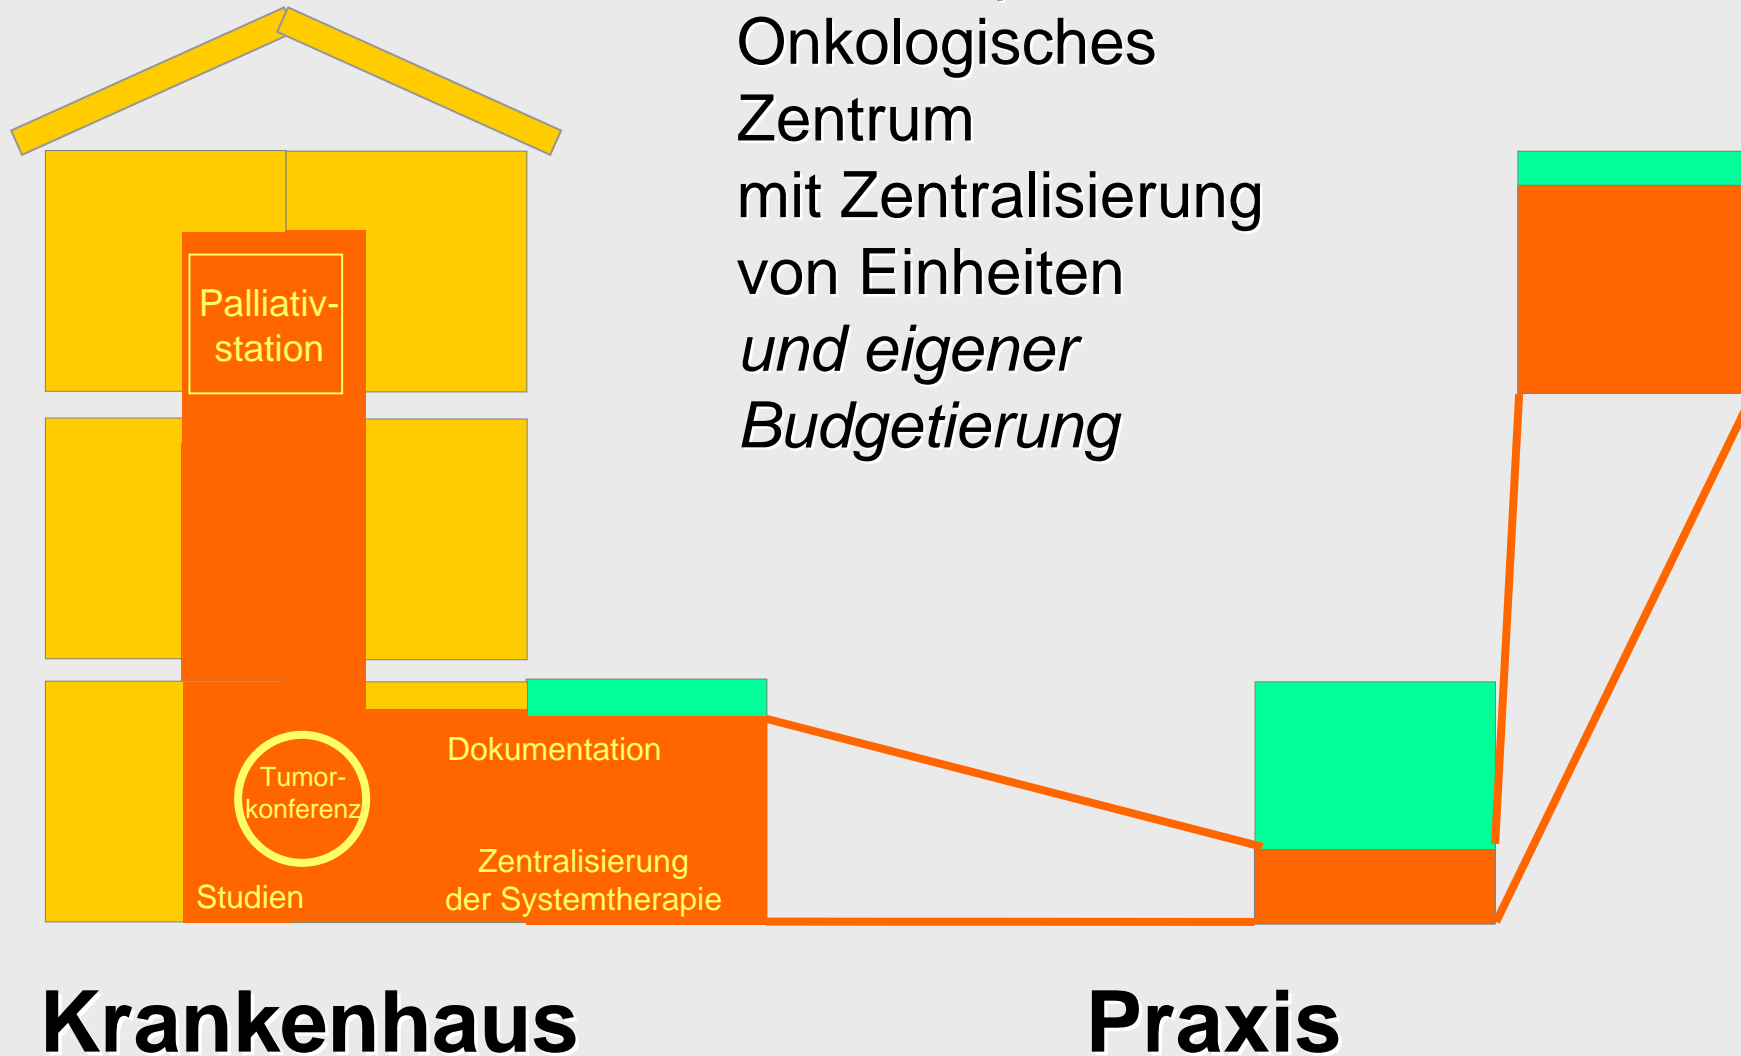 Onkologisches
Zentrum
mit Zentralisierung
von Einheiten
und eigener
Budgetierung
Palliativ-
station
Dokumentation
Tumor-
konferenz
Zentralisierung
der Systemtherapie
Studien
Krankenhaus
Praxis